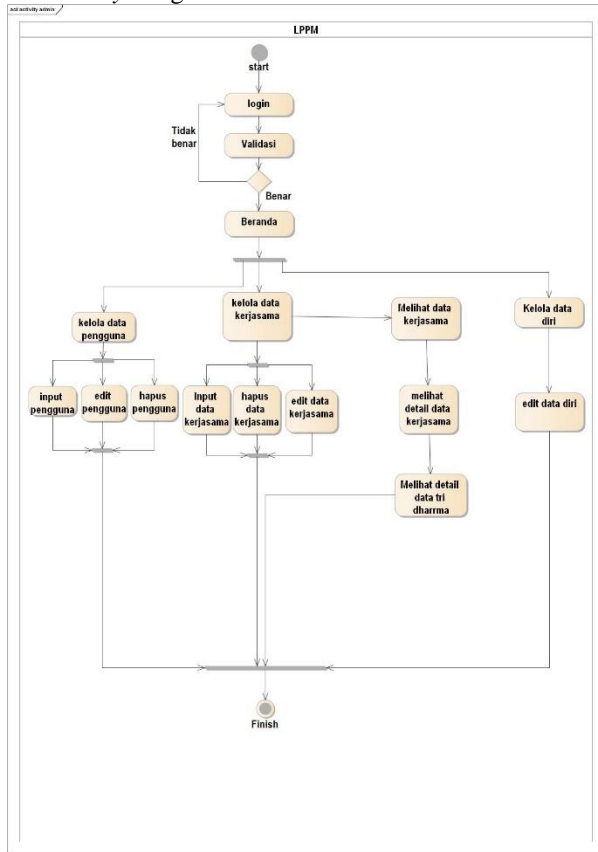 act activity admin
LPPM
start
login
Tidak
benar
Validasi
Benar
Beranda
kelola data
pengguna
kelola data
kerjasama
Melihat data
kerjasama
Kelola data
diri
input
pengguna
edit
pengguna
hapus
pengguna
Input
data
kerjasama
hapus
data
kerjasama
edit data
kerjasama
melihat
detail data
kerjasama
edit data diri
Melihat detail
data tri
dharrma
Finish